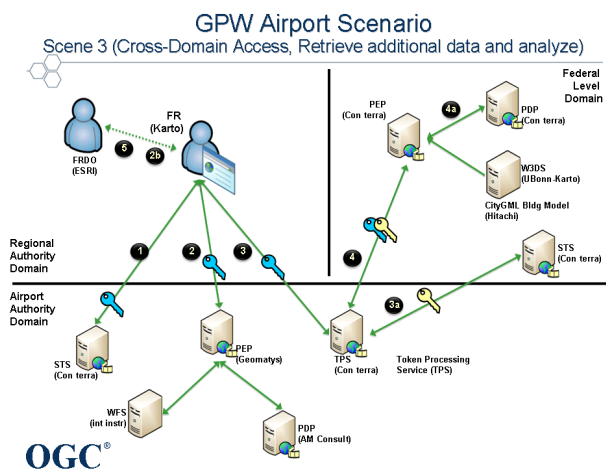 GPW Airport Scenario
Scene 3 (Cross-Domain Access, Retrieve additional data and analyze)
Federal
Level
Domain
FR
(Karto)
FRDO
(ESRI)
5
2b
PEP
(Con terra)
4a
PDP
(Con terra)
W3DS
(UBonn-Karto)
CityGML Bldg Model
(Hitachi)
Regional
Authority
Domain
1
2
3
4
STS
(Con terra)
3a
Airport
Authority
Domain
STS
(Con terra)
PEP
(Geomatys)
TPS
(Con terra)
Token Processing
Service (TPS)
WFS
(int instr)
PDP
(AM Consult)
OGC®